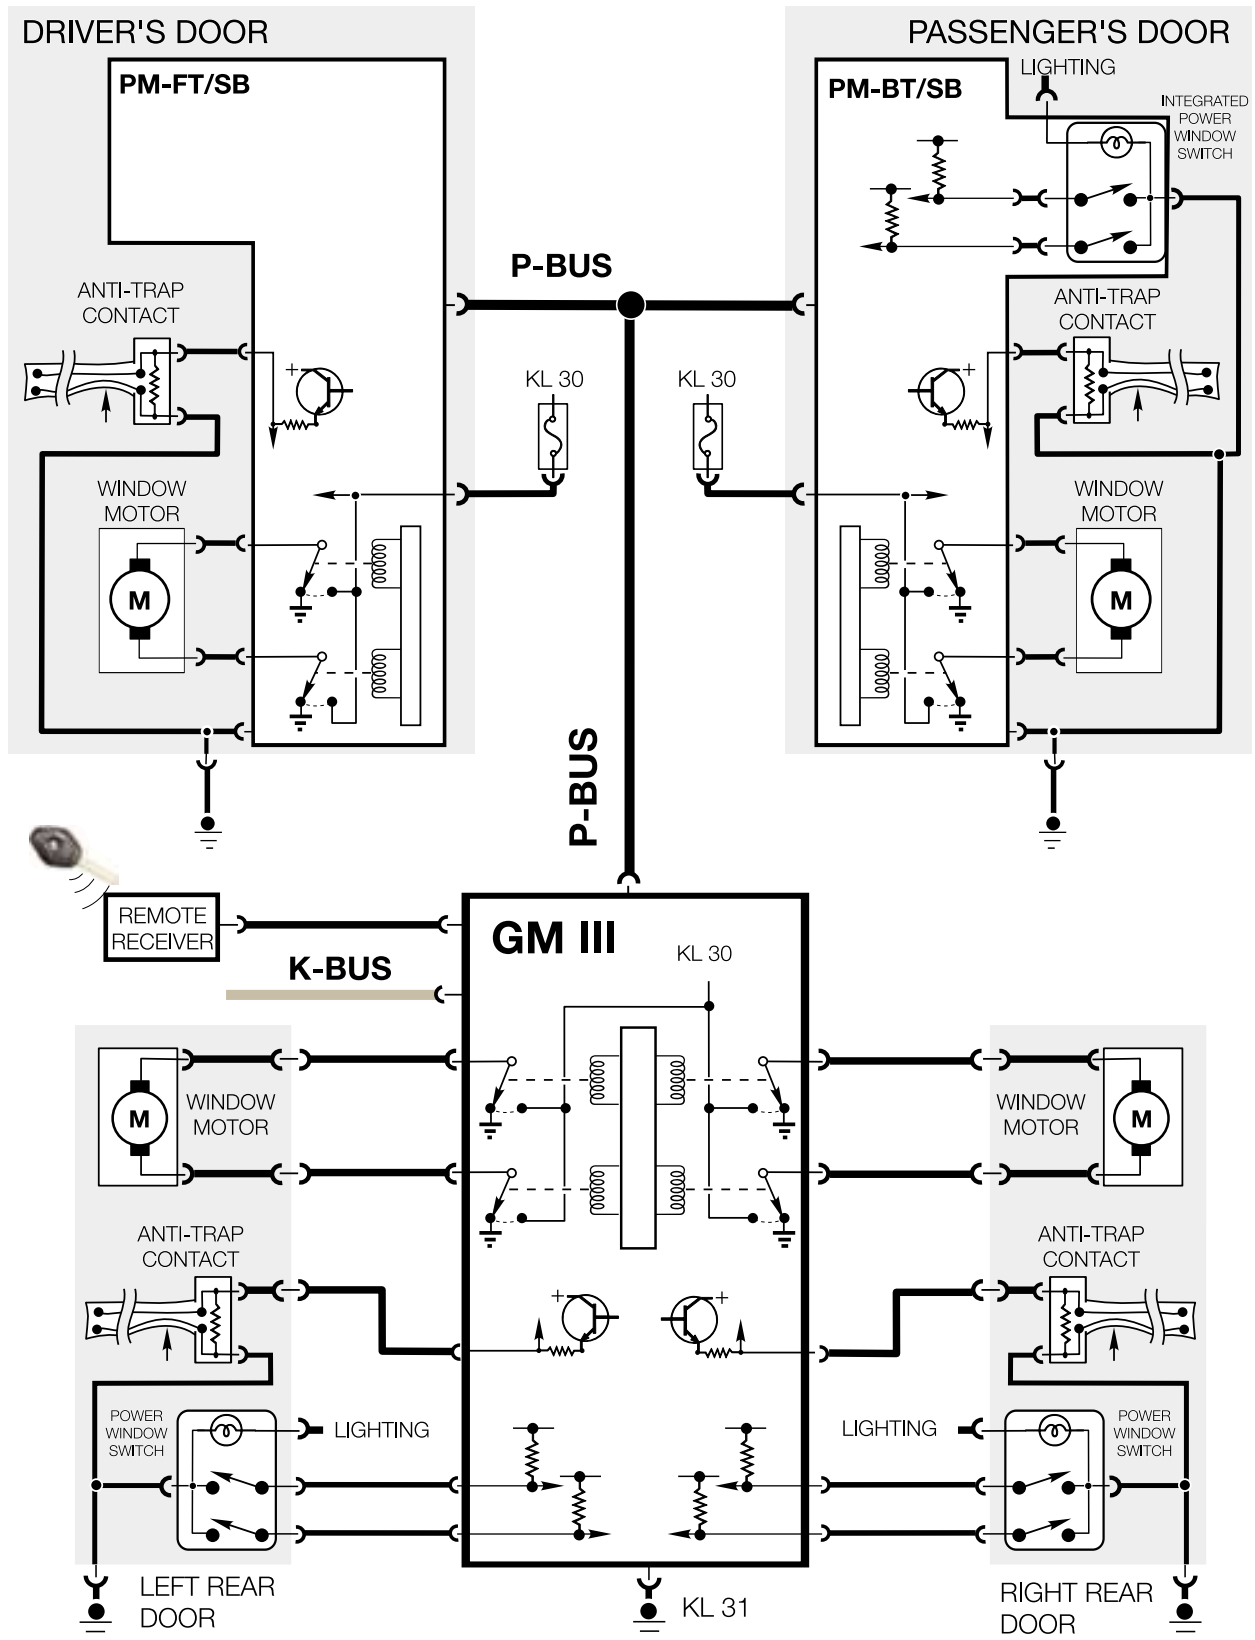 DRIVER'S DOOR
PASSENGER'S DOOR
PM-FT/SB
PM-BT/SB
LIGHTING
INTEGRATED
POWER
WINDOW
SWITCH
P-BUS
ANTI-TRAP
CONTACT
ANTI-TRAP
CONTACT
+
+
KL 30
KL 30
WINDOW
MOTOR
WINDOW
MOTOR
M
M
P-BUS
REMOTE
RECEIVER
GM III
KL 30
K-BUS
M
WINDOW
MOTOR
WINDOW
MOTOR
M
ANTI-TRAP
CONTACT
ANTI-TRAP
CONTACT
+
+
POWER
WINDOW
SWITCH
LIGHTING
LIGHTING
POWER
WINDOW
SWITCH
LEFT REAR
DOOR
KL 31
RIGHT REAR
DOOR